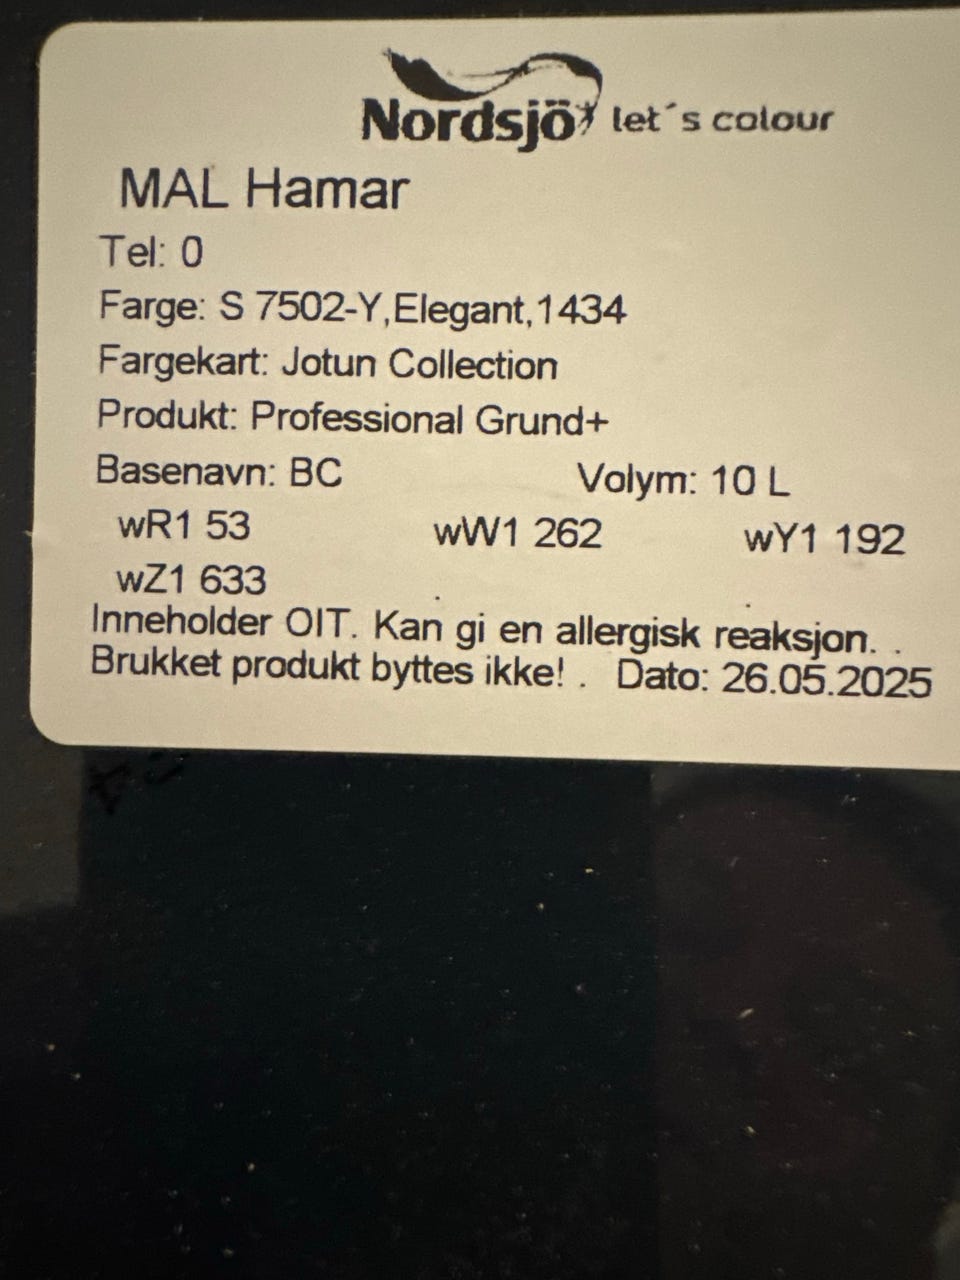 Nordsjö let´s colour
MAL Hamar
Tel: 0
Farge: S 7502-Y,Elegant,1434
Fargekart: Jotun Collection
Produkt: Professional Grund+
Basenavn: BC Volym: 10 L
wR1 53 wW1 262 wY1 192
wZ1 633
Inneholder OIT. Kan gi en allergisk reaksjon. .
Brukket produkt byttes ikke! . Dato: 26.05.2025